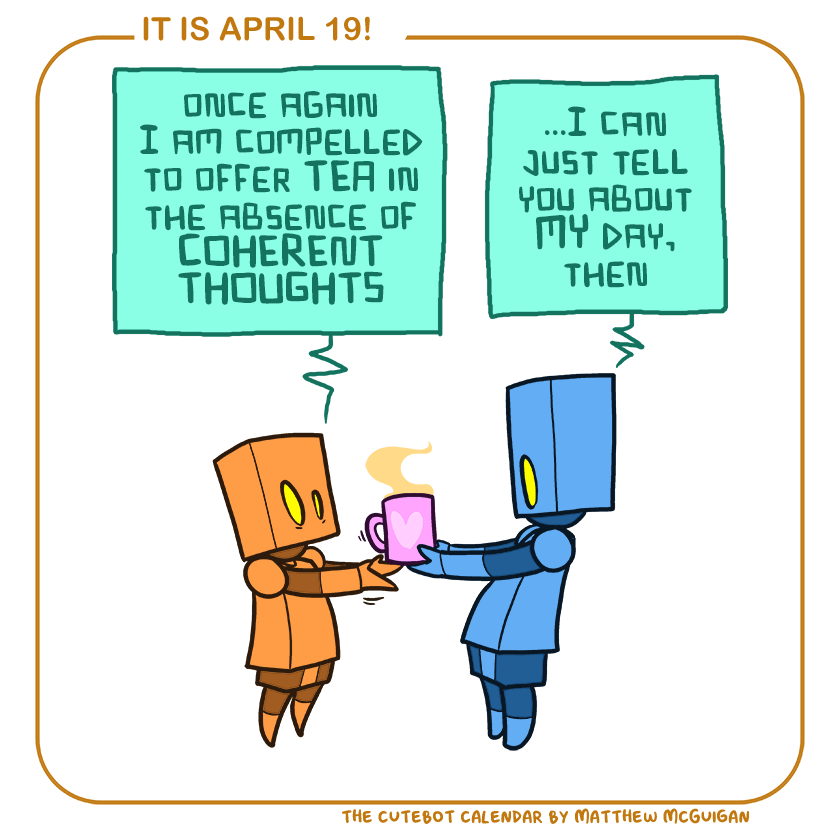 IT IS APRIL 19!
ONCE AGAIN
I AM COMPELLED
TO OFFER TEA IN
THE ABSENCE OF
COHERENT
THOUGHTS
...I CAN
JUST TELL
YOU ABOUT
MY DAY,
THEN
THE CUTEBOT CALENDAR BY MATTHEW MCGUIGAN